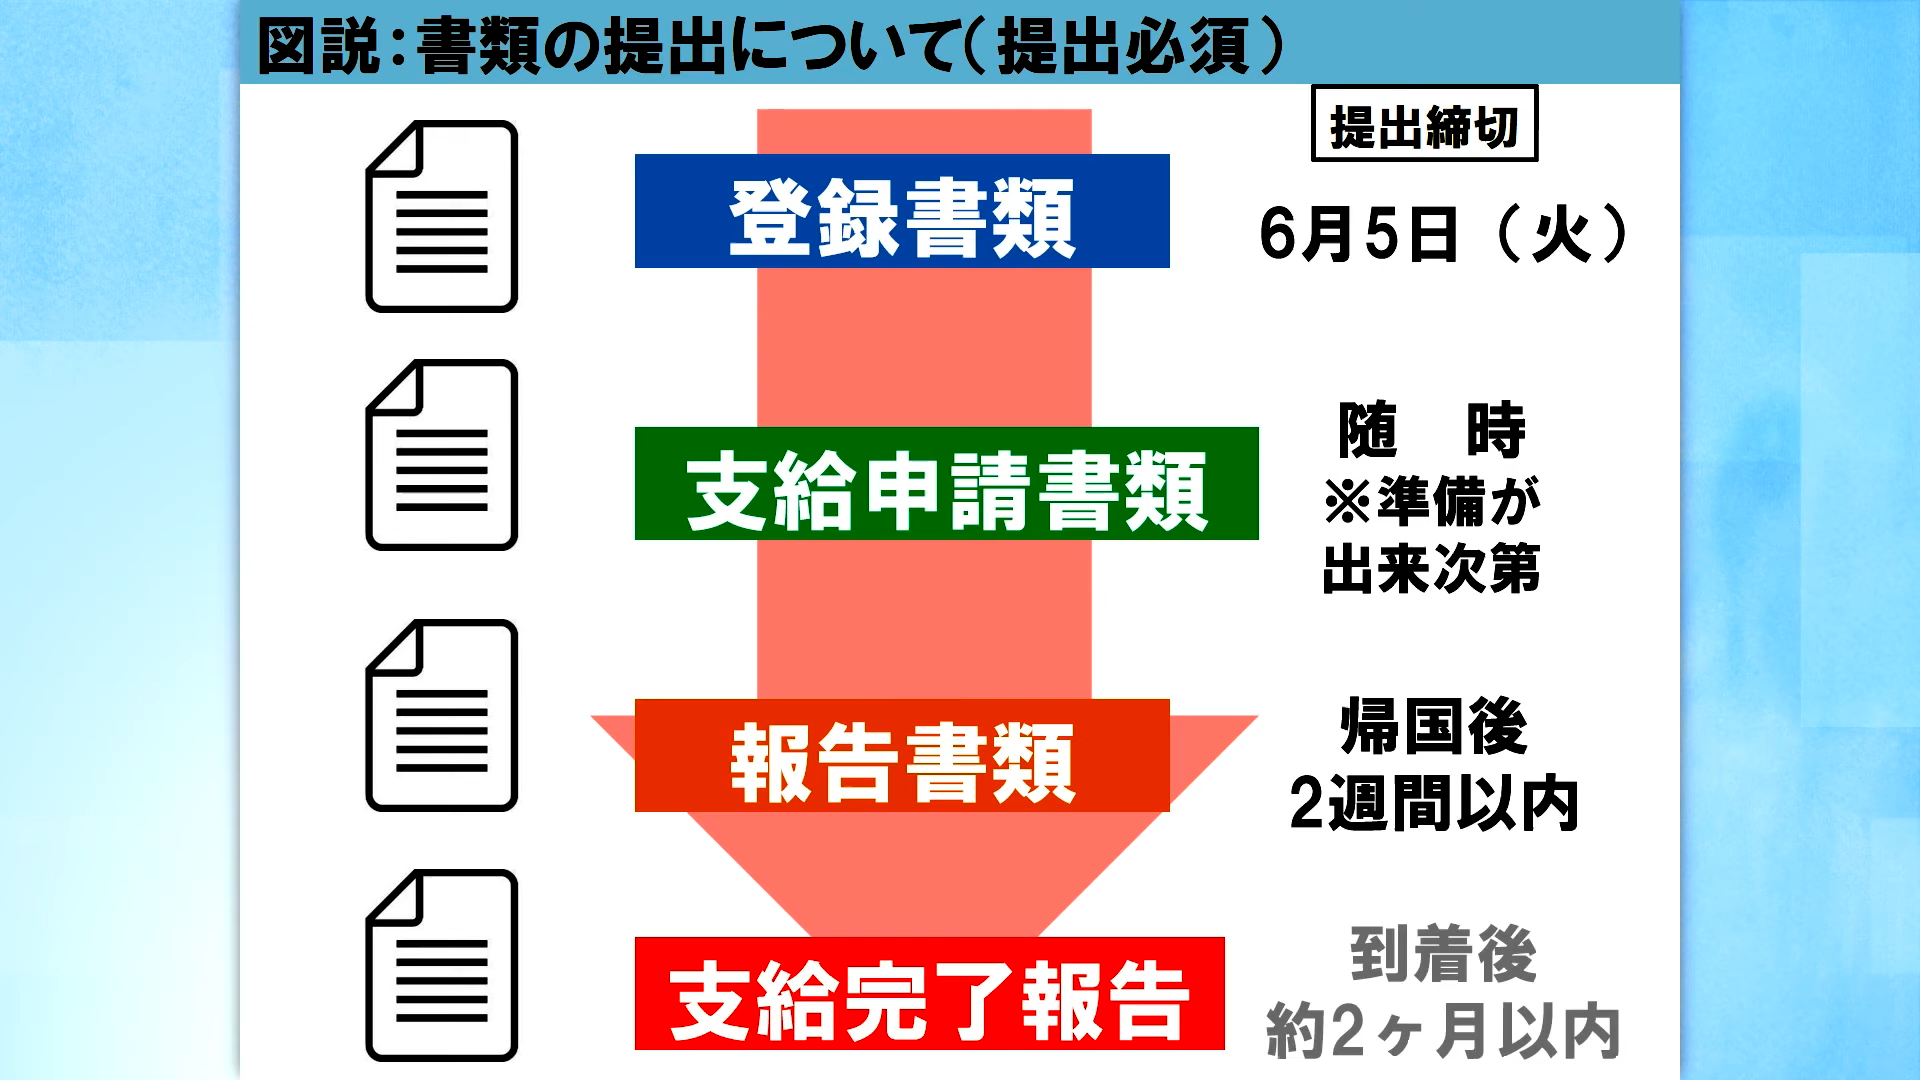 図説：書類の提出について（提出必須）
提出締切
登録書類
6月5日（火）
支給申請書類
随　時
※準備が
出来次第
報告書類
帰国後
2週間以内
支給完了報告
到着後
約2ヶ月以内